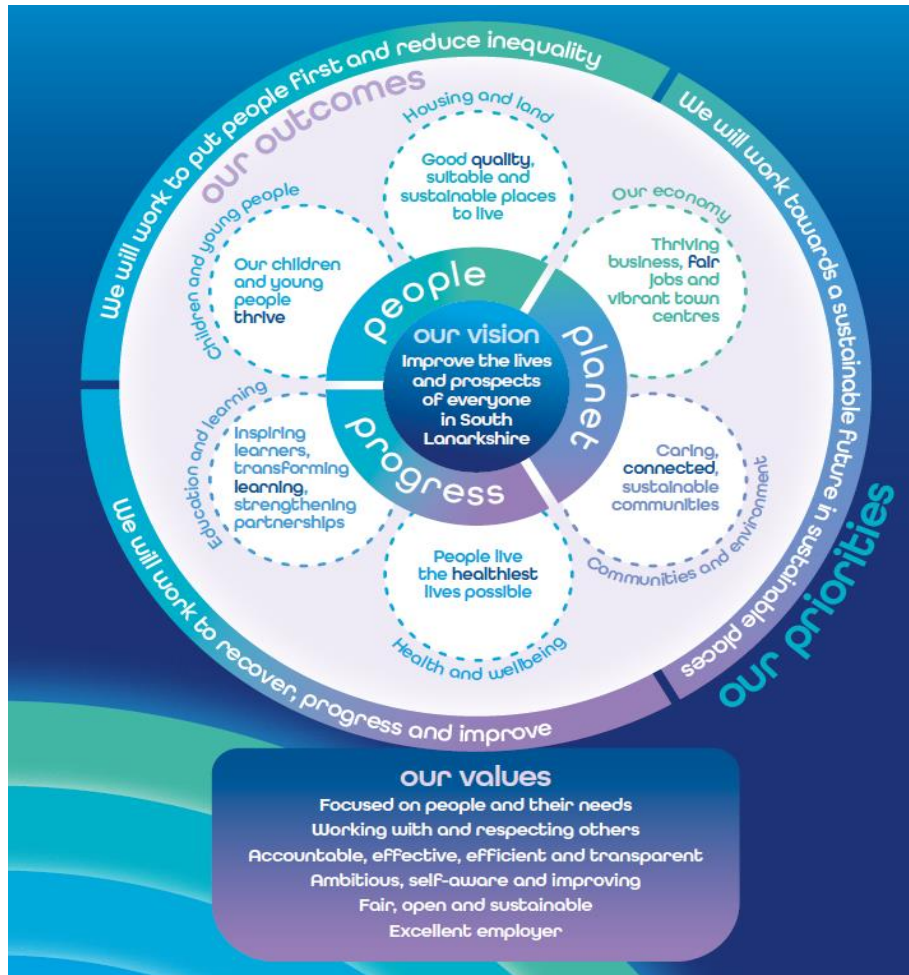 We will work to put people first and reduce inequality
We will work towards a sustainable future in sustainable places
our priorities
We will work to recover, progress and improve
our outcomes
Housing and land
Good quality,
suitable and
sustainable places
to live
Our economy
Thriving
business, fair
jobs and
vibrant town
centres
Children and young people
Our children
and young
people
thrive
people
planet
progress
our vision
Improve the lives
and prospects
of everyone
in South
Lanarkshire
Education and learning
Inspiring
learners,
transforming
learning,
strengthening
partnerships
Caring,
connected,
sustainable
communities
Communities and environment
People live
the healthiest
lives possible
Health and wellbeing
our values
Focused on people and their needs
Working with and respecting others
Accountable, effective, efficient and transparent
Ambitious, self-aware and improving
Fair, open and sustainable
Excellent employer